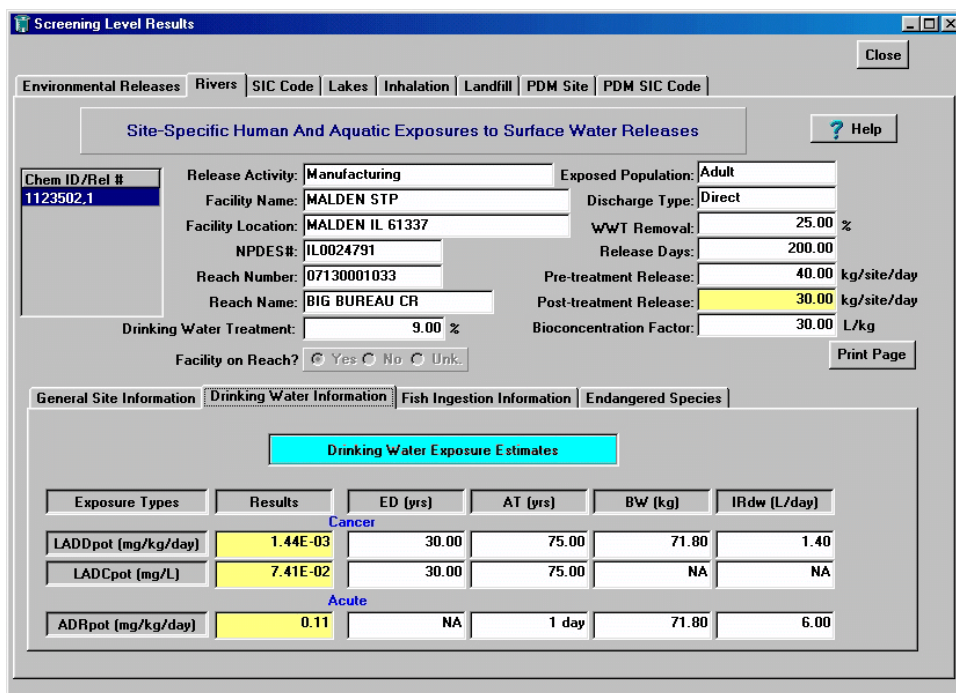 Screening Level Results
Close
Environmental Releases Rivers SIC Code Lakes Inhalation Landfill PDM Site PDM SIC Code
Site-Specific Human And Aquatic Exposures to Surface Water Releases
? Help
Chem ID/Rel #
1123502,1
Release Activity: Manufacturing Exposed Population: Adult
Facility Name: MALDEN STP Discharge Type: Direct
Facility Location: MALDEN IL 61337 WWT Removal: 25.00 %
NPDES#: IL0024791 Release Days: 200.00
Reach Number: 07130001033 Pre-treatment Release: 40.00 kg/site/day
Reach Name: BIG BUREAU CR Post-treatment Release: 30.00 kg/site/day
Drinking Water Treatment: 9.00 % Bioconcentration Factor: 30.00 L/kg
Facility on Reach? Yes No Unk. Print Page
General Site Information Drinking Water Information Fish Ingestion Information Endangered Species
Drinking Water Exposure Estimates
Exposure Types Results ED (yrs) AT (yrs) BW (kg) IRdw (L/day)
Cancer
LADDpot (mg/kg/day) 1.44E-03 30.00 75.00 71.80 1.40
LADCpot (mg/L) 7.41E-02 30.00 75.00 NA NA
Acute
ADRpot (mg/kg/day) 0.11 NA 1 day 71.80 6.00